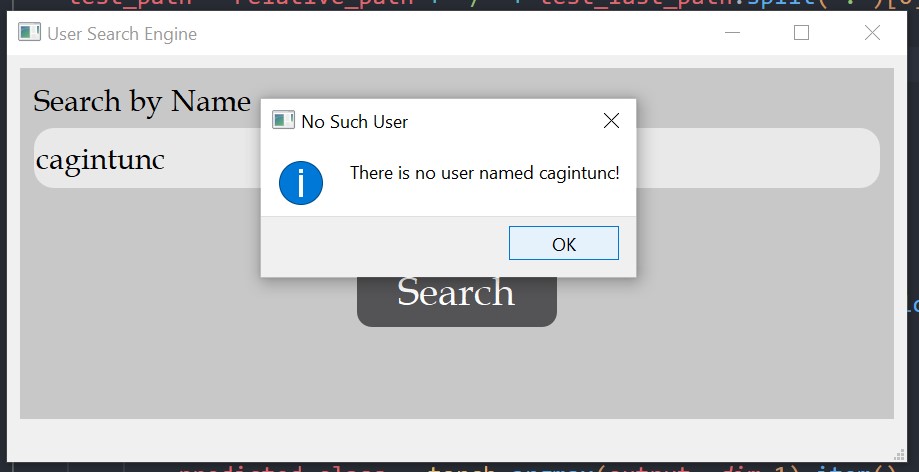 User Search Engine
Search by Name
cagintunc
No Such User
There is no user named cagintunc!
OK
Search